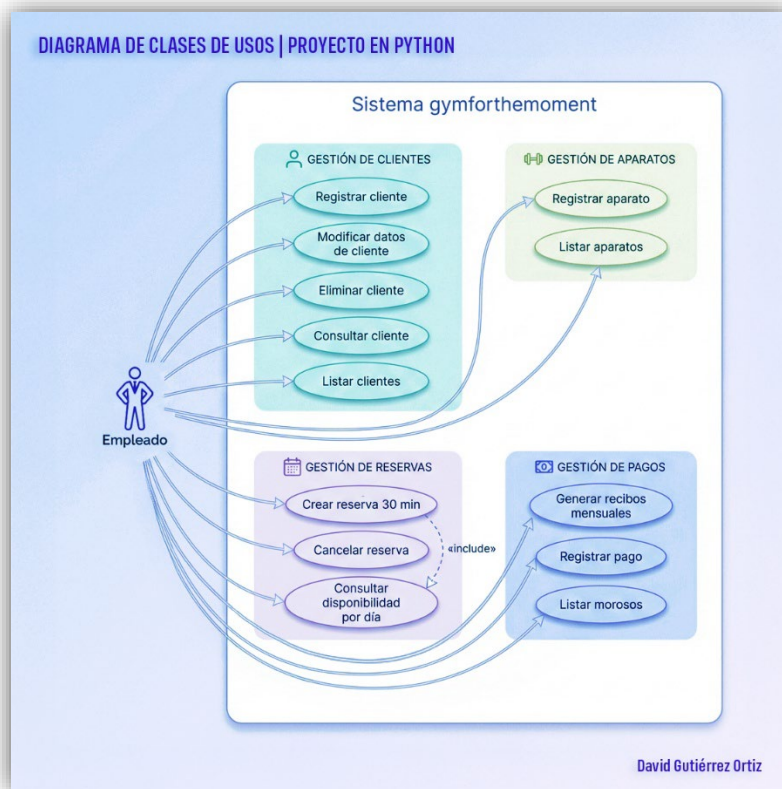 DIAGRAMA DE CLASES DE USOS | PROYECTO EN PYTHON
Sistema gymforthemoment
GESTIÓN DE CLIENTES
Registrar cliente
Modificar datos
de cliente
Eliminar cliente
Consultar cliente
Listar clientes
GESTIÓN DE APARATOS
Registrar aparato
Listar aparatos
Empleado
GESTIÓN DE RESERVAS
Crear reserva 30 min
Cancelar reserva
«include»
Consultar
disponibilidad
por día
GESTIÓN DE PAGOS
Generar recibos
mensuales
Registrar pago
Listar morosos
David Gutiérrez Ortiz